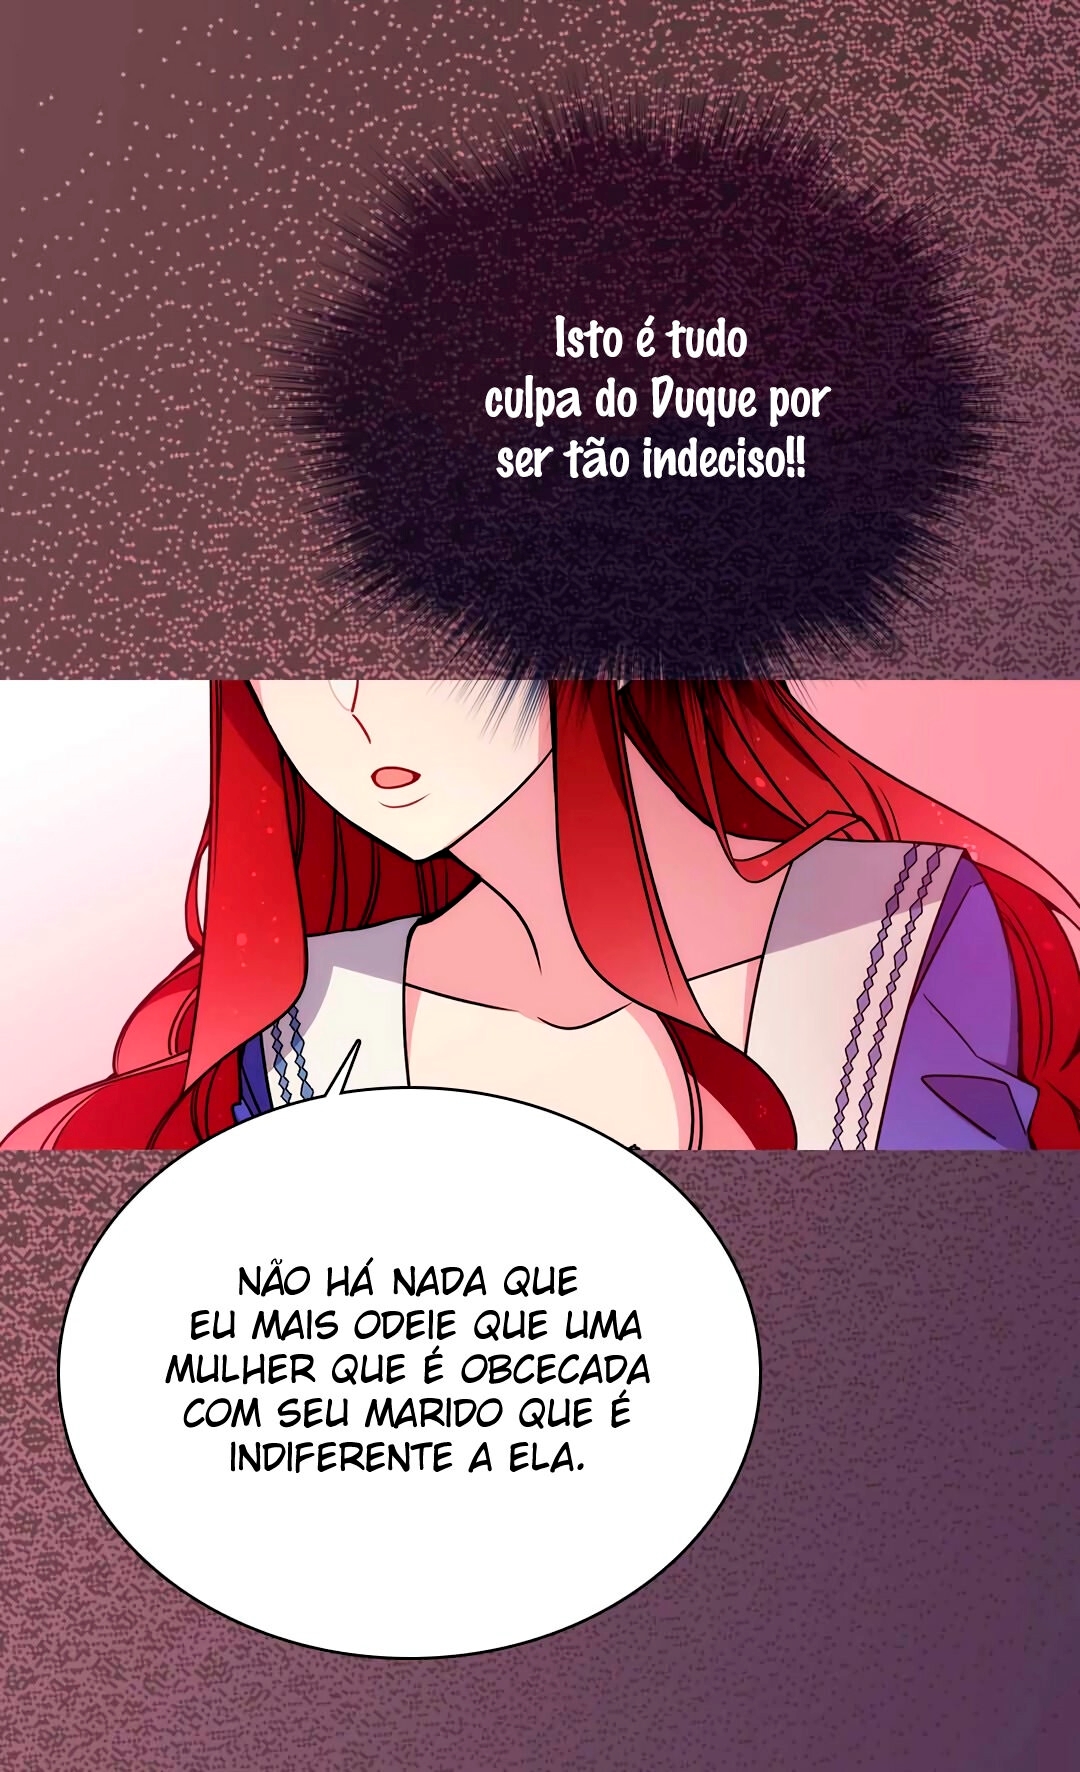 Isto é tudo
culpa do Duque por
ser tão indeciso!!
NÃO HÁ NADA QUE
EU MAIS ODEIE QUE UMA
MULHER QUE É OBCECADA
COM SEU MARIDO QUE É
INDIFERENTE A ELA.